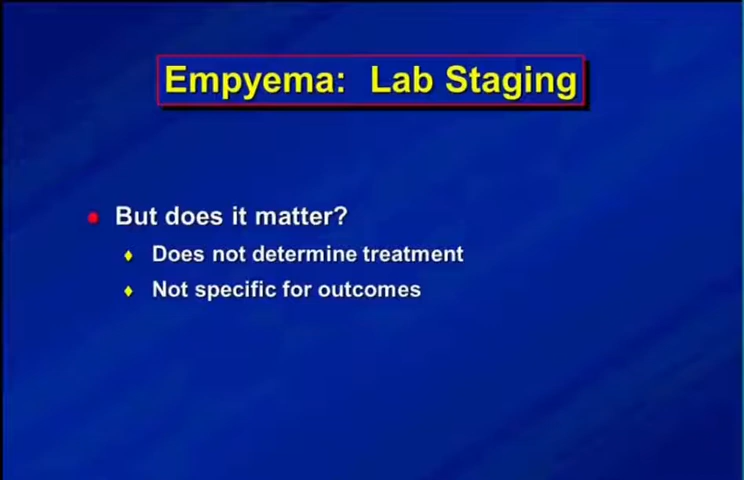 Empyema: Lab Staging
But does it matter?
Does not determine treatment
Not specific for outcomes